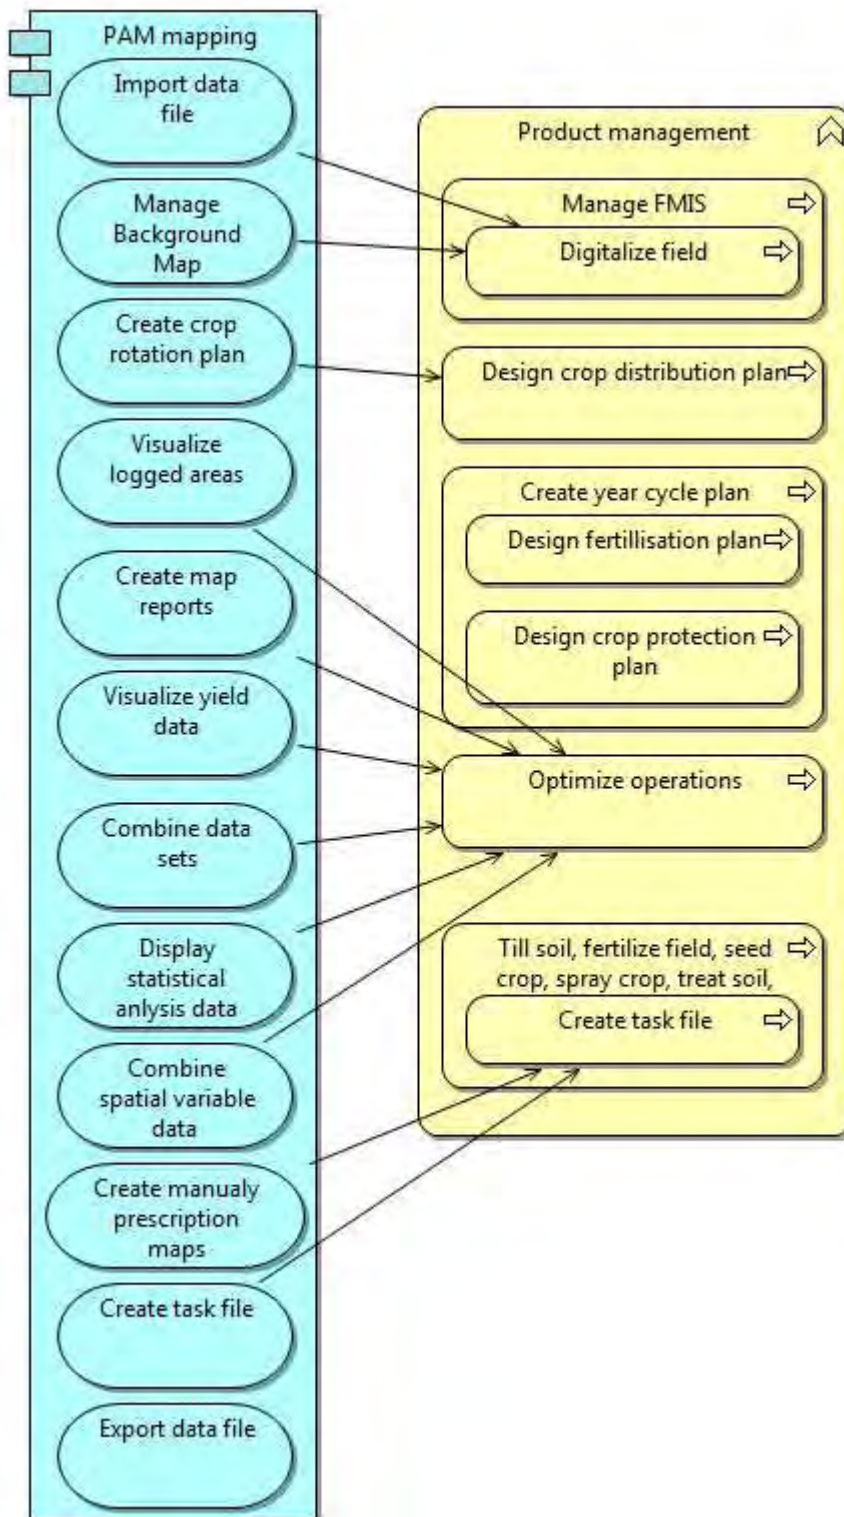 PAM mapping
Import data
file
Manage
Background
Map
Create crop
rotation plan
Visualize
logged areas
Create map
reports
Visualize yield
data
Combine data
sets
Display
statistical
anlysis data
Combine
spatial variable
data
Create manualy
prescription
maps
Create task file
Export data file
Product management
Manage FMIS
Digitalize field
Design crop distribution plan
Create year cycle plan
Design fertillisation plan
Design crop protection
plan
Optimize operations
Till soil, fertilize field, seed
crop, spray crop, treat soil,
Create task file